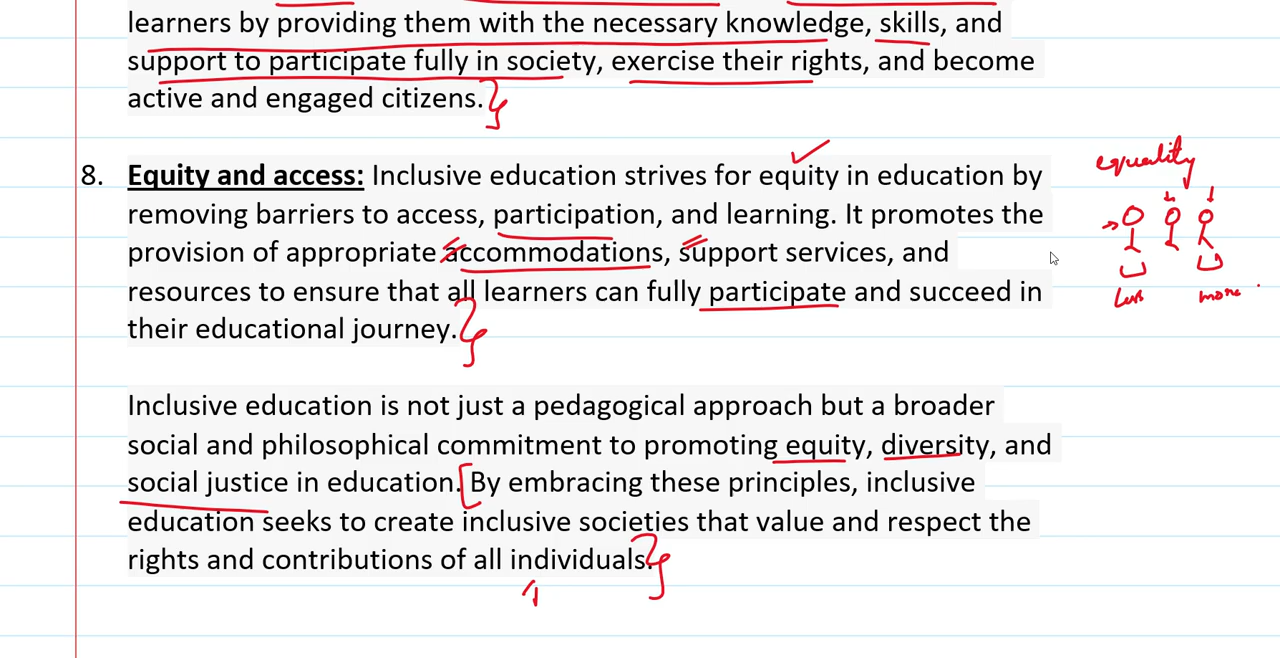 learners by providing them with the necessary knowledge, skills, and
support to participate fully in society, exercise their rights, and become
active and engaged citizens.
8. Equity and access: Inclusive education strives for equity in education by
removing barriers to access, participation, and learning. It promotes the
provision of appropriate accommodations, support services, and
resources to ensure that all learners can fully participate and succeed in
their educational journey.
equality
less more
Inclusive education is not just a pedagogical approach but a broader
social and philosophical commitment to promoting equity, diversity, and
social justice in education. By embracing these principles, inclusive
education seeks to create inclusive societies that value and respect the
rights and contributions of all individuals.